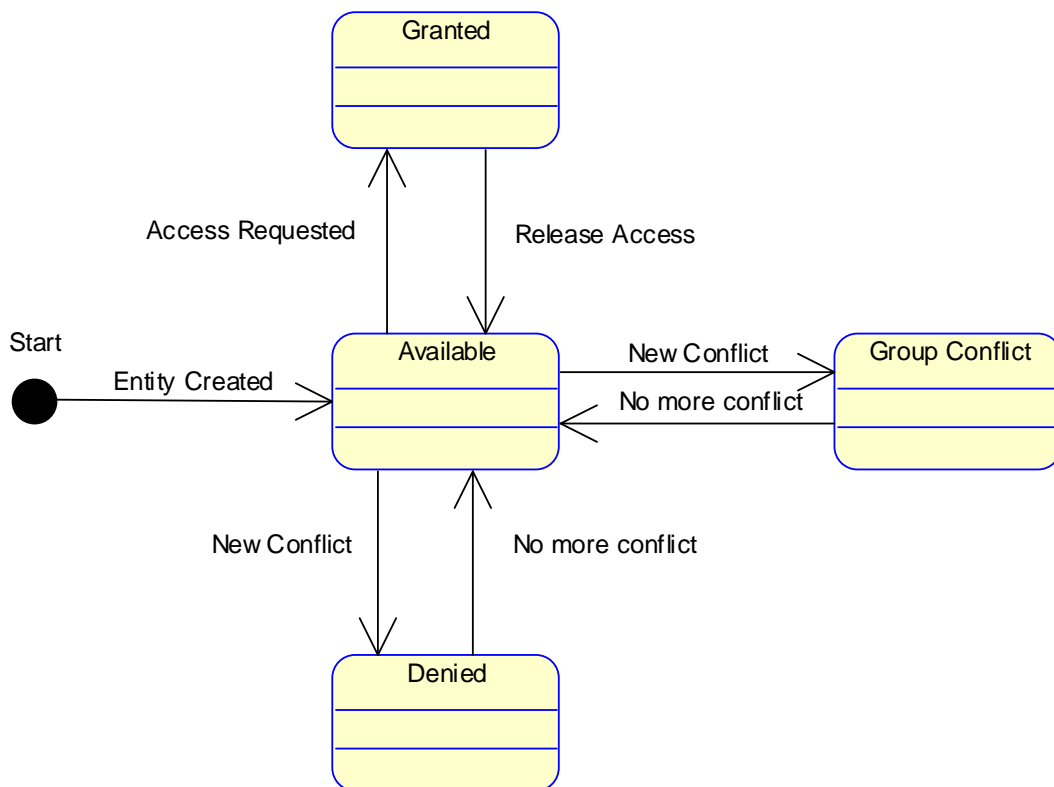 Granted
Access Requested
Release Access
Start
Entity Created
Available
New Conflict
Group Conflict
No more conflict
New Conflict
No more conflict
Denied